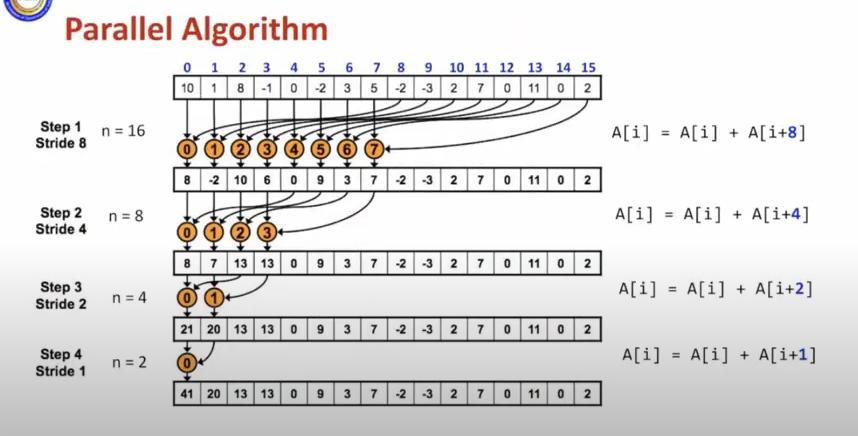 Parallel Algorithm
0 1 2 3 4 5 6 7 8 9 10 11 12 13 14 15
10 1 8 -1 0 -2 3 5 -2 -3 2 7 0 11 0 2
Step 1
Stride 8
n = 16
0 1 2 3 4 5 6 7
A[i] = A[i] + A[i+8]
8 -2 10 6 0 9 3 7 -2 -3 2 7 0 11 0 2
Step 2
Stride 4
n = 8
0 1 2 3
A[i] = A[i] + A[i+4]
8 7 13 13 0 9 3 7 -2 -3 2 7 0 11 0 2
Step 3
Stride 2
n = 4
0 1
A[i] = A[i] + A[i+2]
21 20 13 13 0 9 3 7 -2 -3 2 7 0 11 0 2
Step 4
Stride 1
n = 2
0
A[i] = A[i] + A[i+1]
41 20 13 13 0 9 3 7 -2 -3 2 7 0 11 0 2